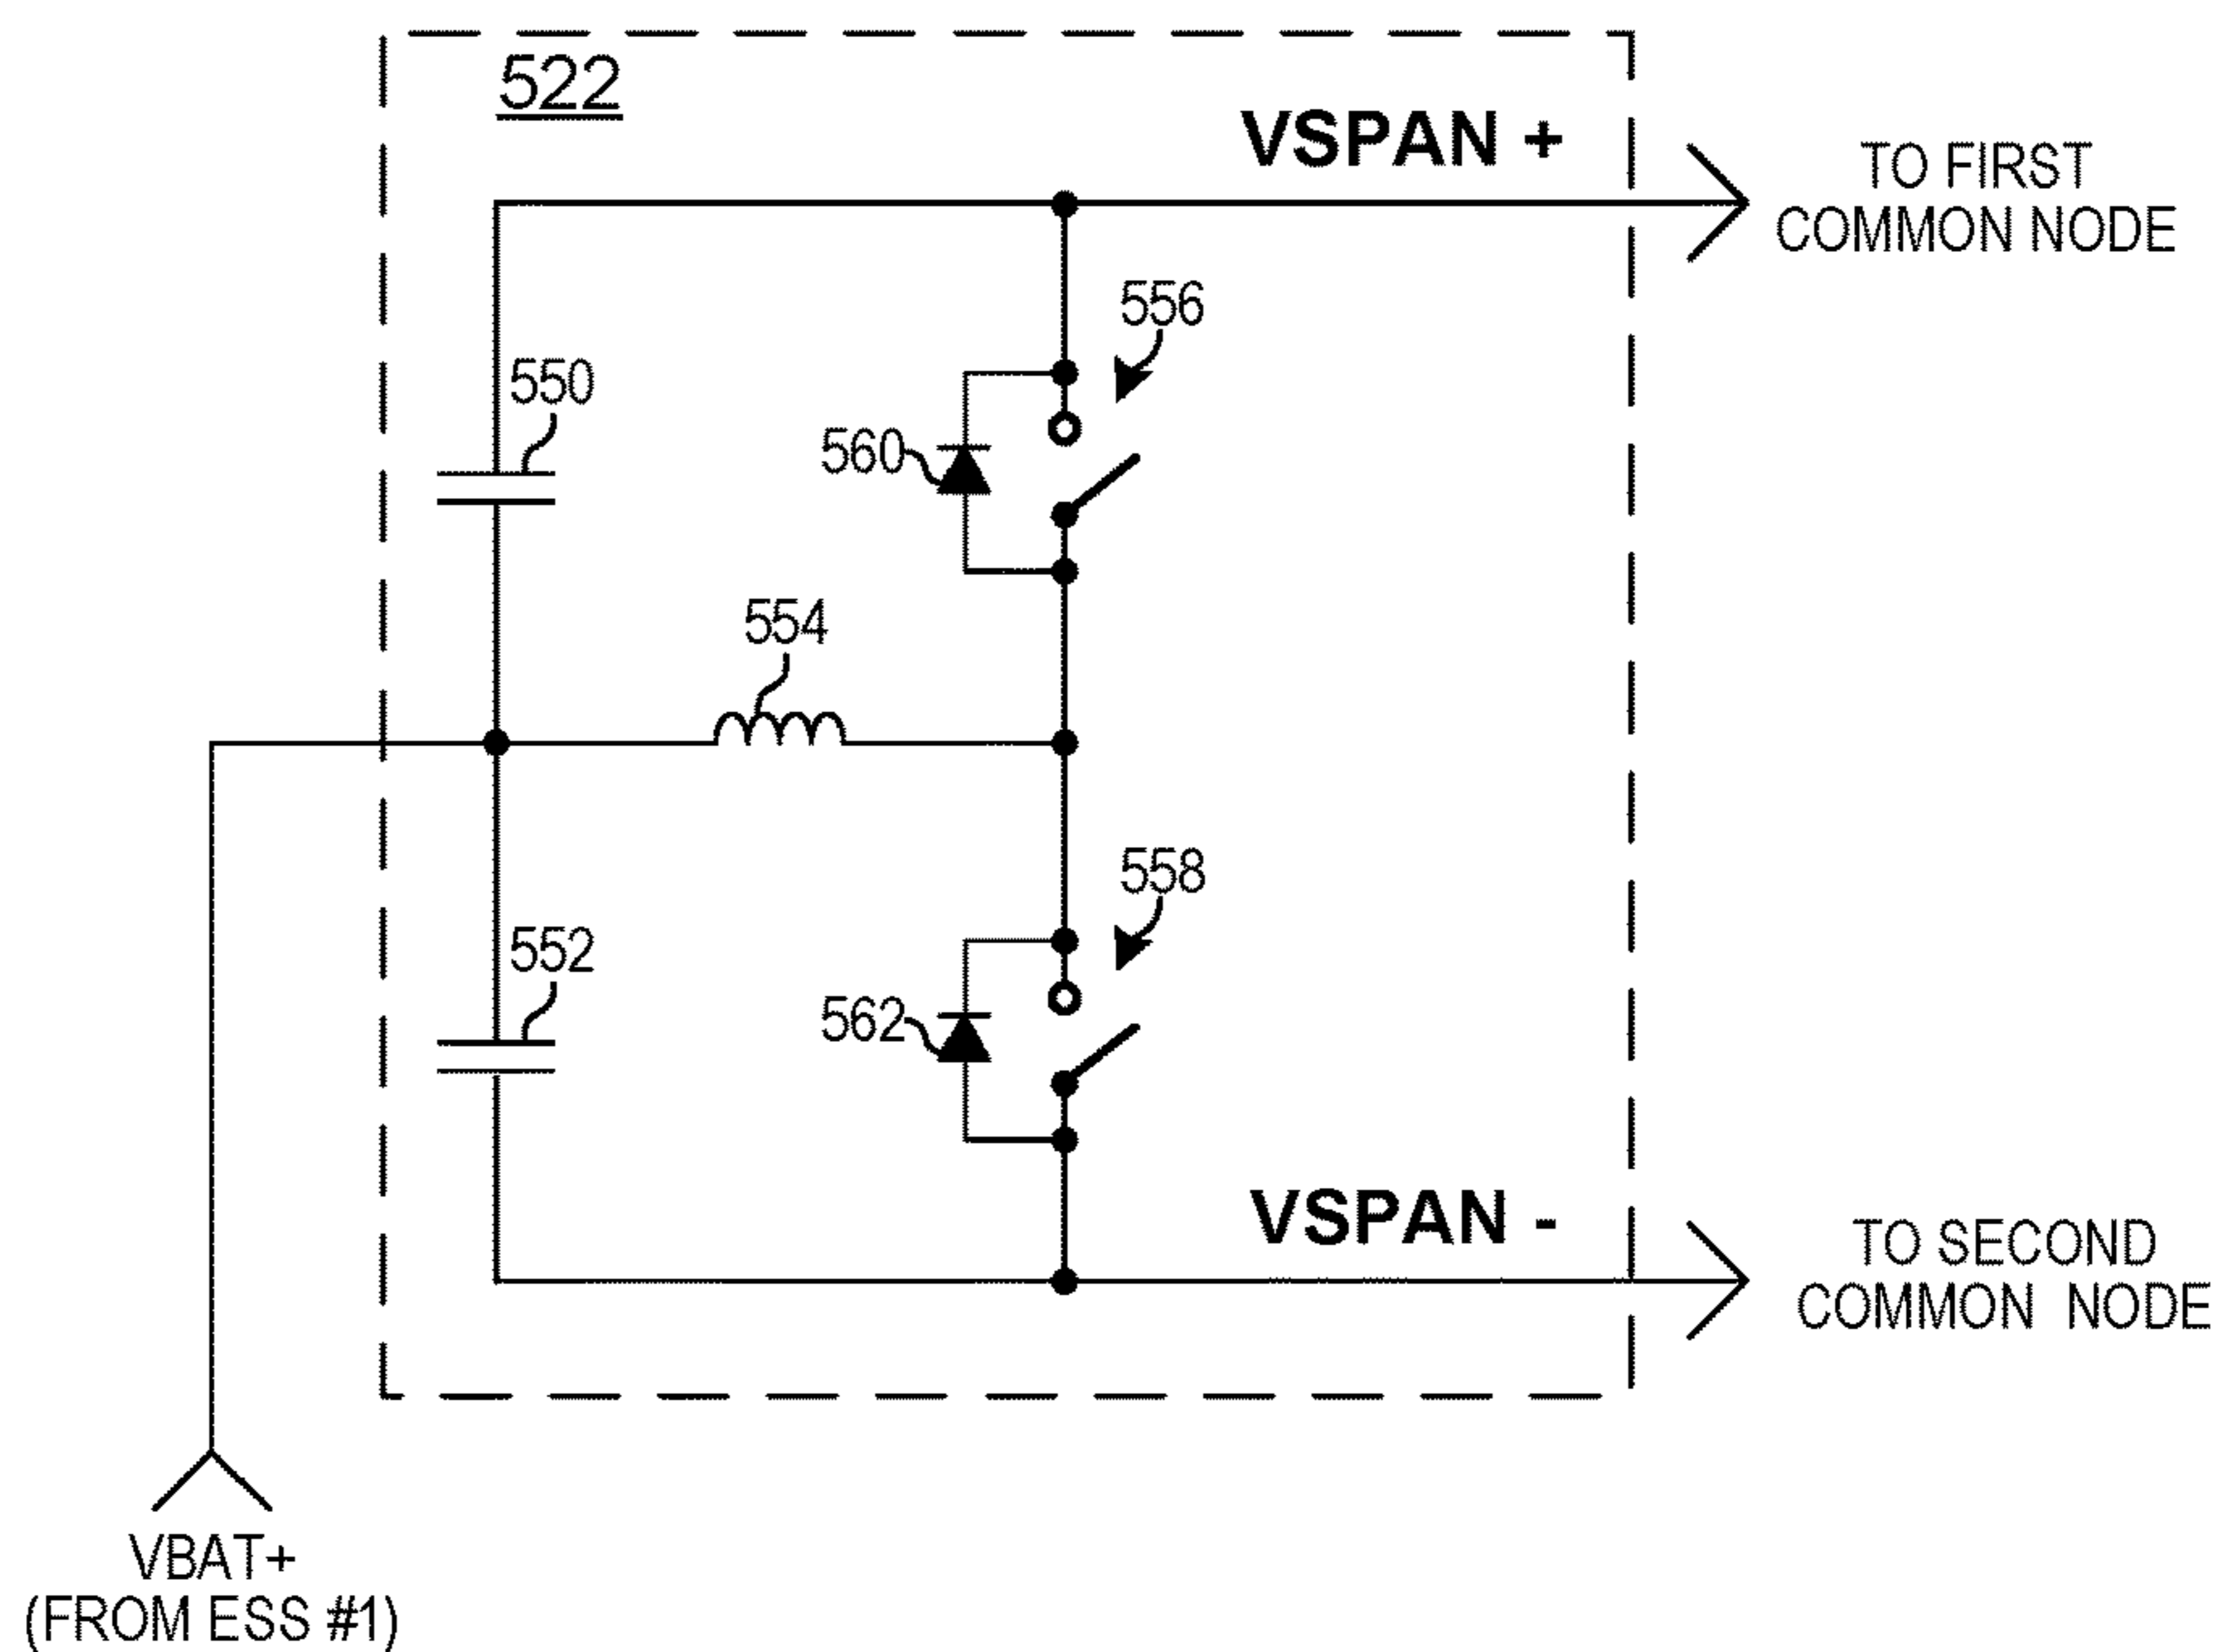 522
VSPAN +
TO FIRST
COMMON NODE
556
550
560
554
558
552
562
VSPAN -
TO SECOND
COMMON NODE
VBAT+
(FROM ESS #1)